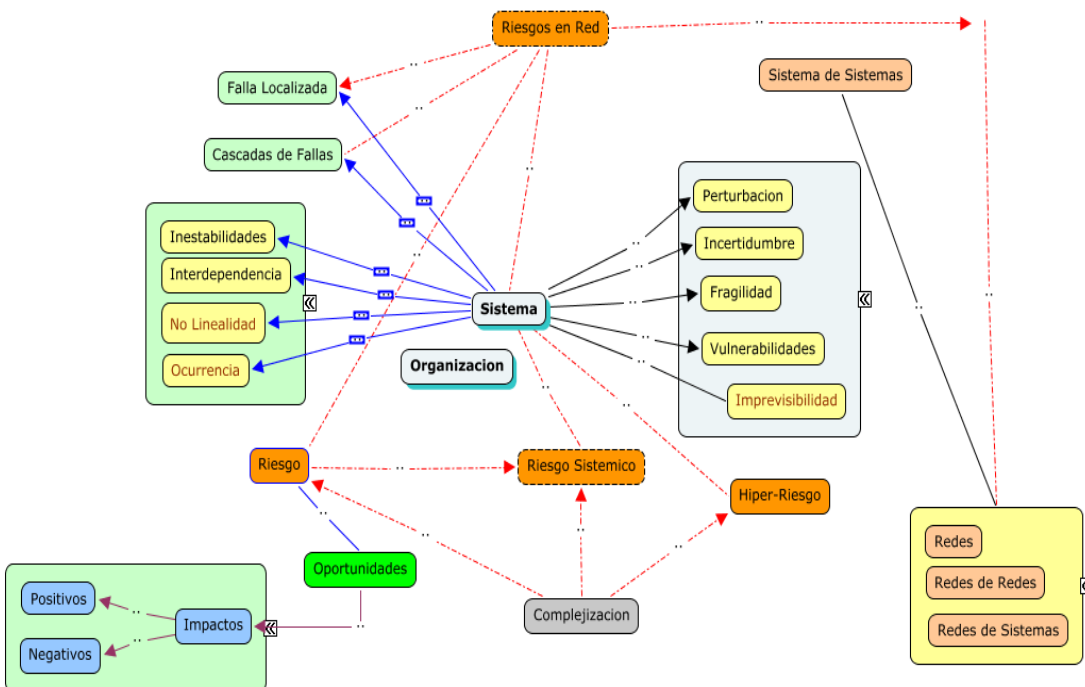 Riesgos en Red
Sistema de Sistemas
Falla Localizada
Cascadas de Fallas
Perturbacion
Inestabilidades
Incertidumbre
Interdependencia
Fragilidad
Sistema
No Linealidad
Vulnerabilidades
Organizacion
Ocurrencia
Imprevisibilidad
Riesgo
Riesgo Sistemico
Hiper-Riesgo
Redes
Oportunidades
Redes de Redes
Positivos
Complejizacion
Impactos
Redes de Sistemas
Negativos